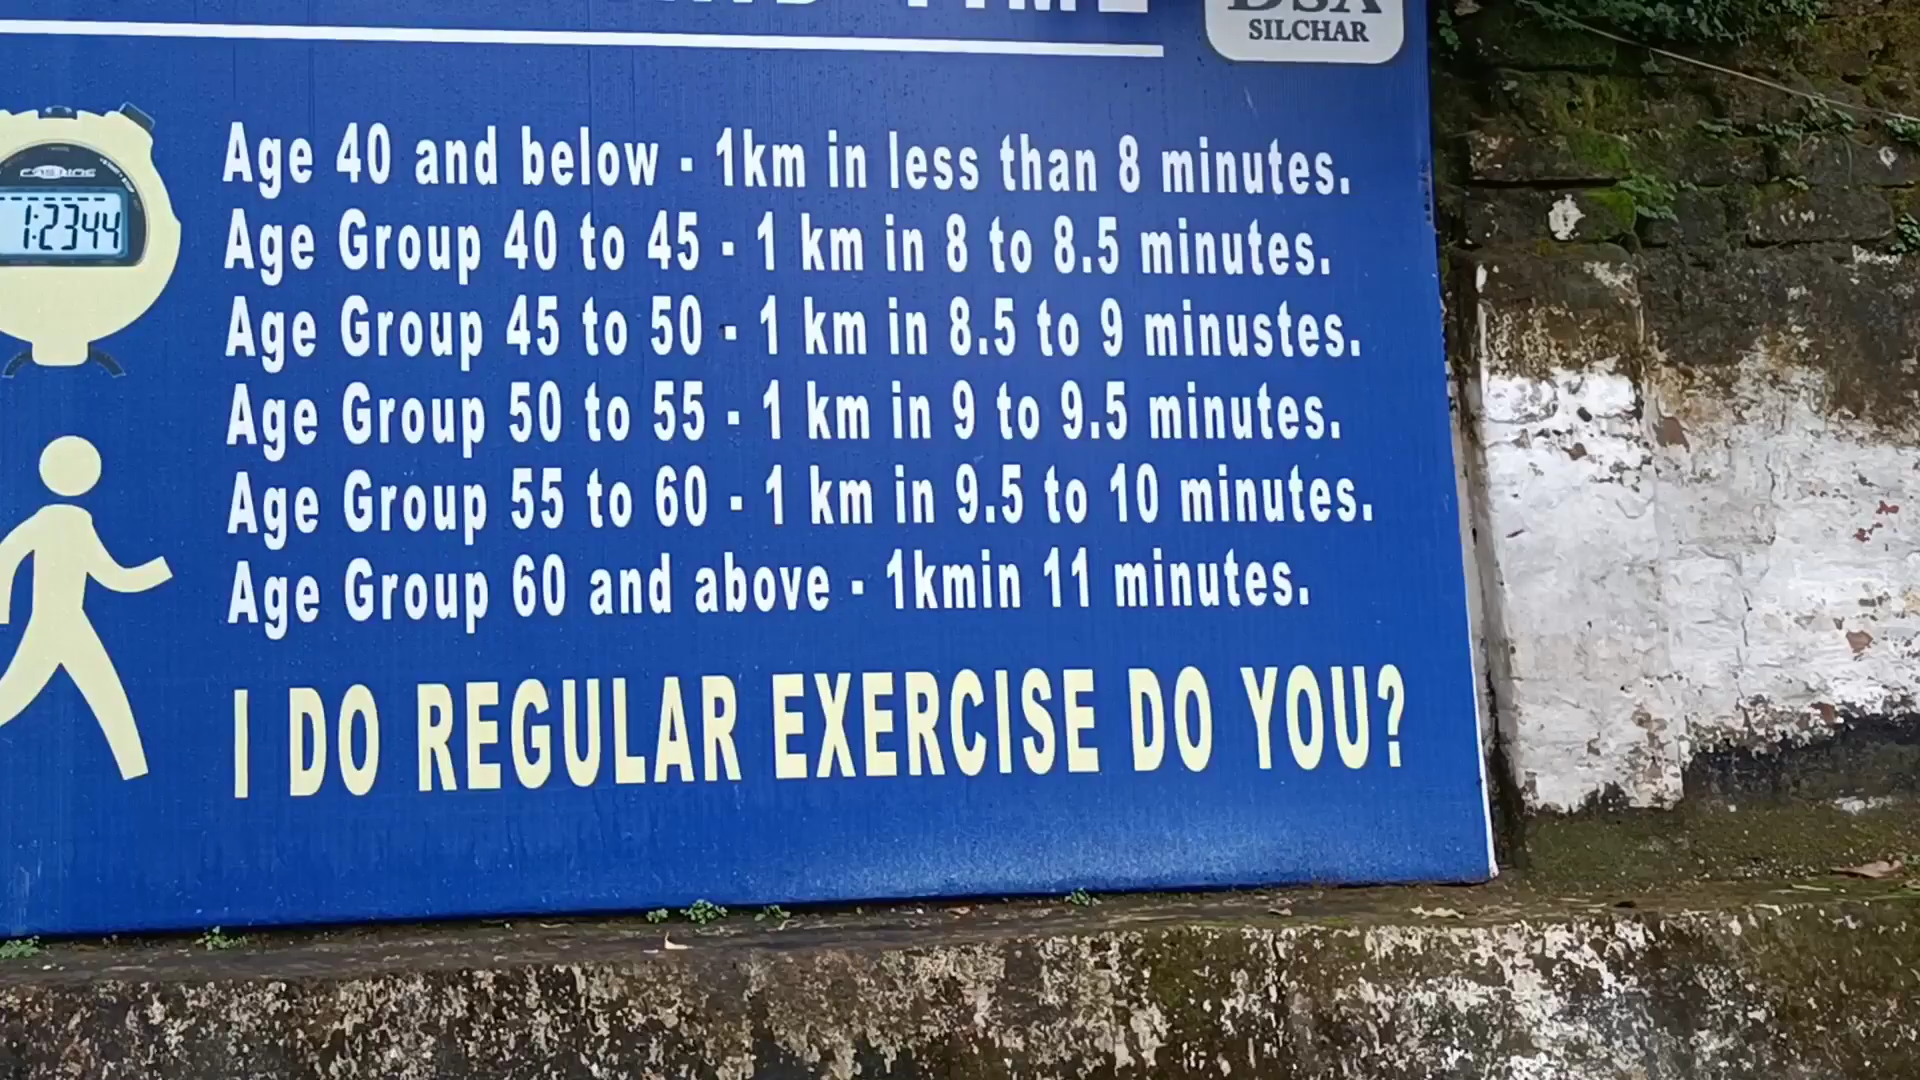 TIME
DSA
SILCHAR
1:2344
Age 40 and below - 1km in less than 8 minutes.
Age Group 40 to 45 - 1 km in 8 to 8.5 minutes.
Age Group 45 to 50 - 1 km in 8.5 to 9 minustes.
Age Group 50 to 55 - 1 km in 9 to 9.5 minutes.
Age Group 55 to 60 - 1 km in 9.5 to 10 minutes.
Age Group 60 and above - 1kmin 11 minutes.
I DO REGULAR EXERCISE DO YOU?